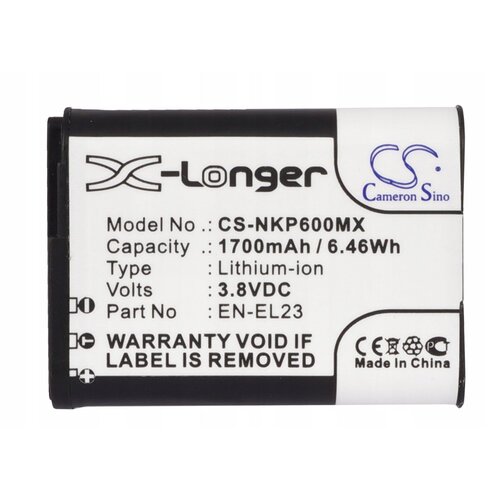 X-Longer
CS
Cameron Sino
Model: CS-NKP600MX
Capacity: 1700mAh / 6.46Wh
Type: Lithium-ion
Volts: 3.8VDC
Part No.: EN-EL23
WARRANTY VOID IF
LABEL IS REMOVED
Made in China